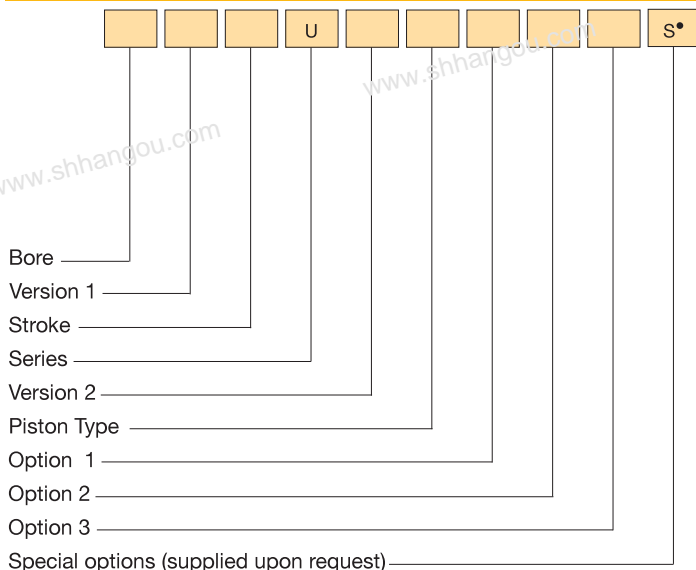 U S•
www.shhangou.com
www.shhangou.com
Bore
Version 1
Stroke
Series
Version 2
Piston Type
Option 1
Option 2
Option 3
Special options (supplied upon request)